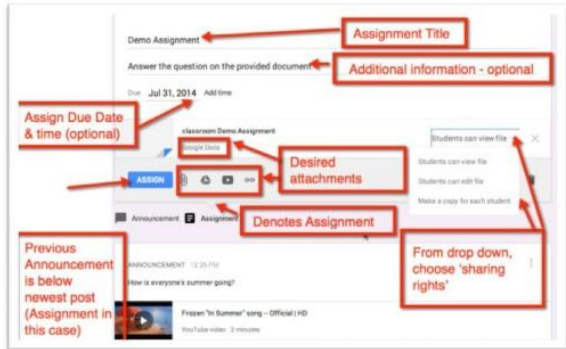 Demo Assignment
Assignment Title
Answer the question on the provided document
Additional information - optional
Due Jul 31, 2014 Add time
Assign Due Date
& time (optional)
classroom Demo Assignment
Google Docs
Students can view file
Desired
attachments
Students can view file
Students can edit file
Make a copy for each student
ASSIGN
Announcement Assignment
Denotes Assignment
Previous
Announcement
is below
newest post
(Assignment in
this case)
From drop down,
choose 'sharing
rights'
ANNOUNCEMENT 12:26 PM
How is everyone's summer going?
Frozen "In Summer" song -- Official | HD
YouTube video 2 minutes